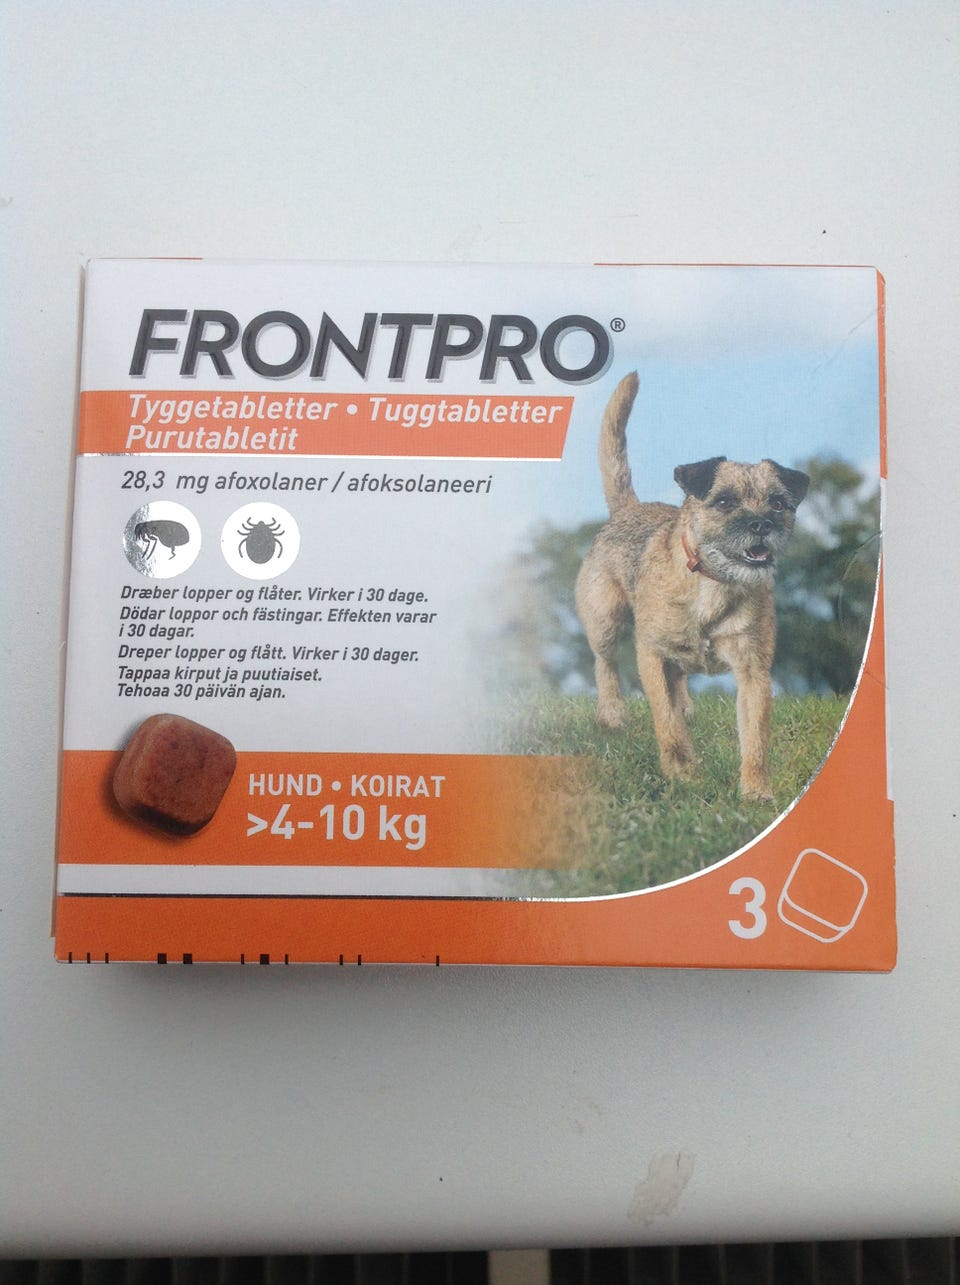 FRONTPRO®
Tyggetabletter • Tuggtabletter
Purutabletit
28,3 mg afoxolaner / afoksolaneeri
Dræber lopper og flåter. Virker i 30 dage.
Dödar loppor och fästingar. Effekten varar
i 30 dagar.
Dreper lopper og flått. Virker i 30 dager.
Tappaa kirput ja puutiaiset.
Tehoaa 30 päivän ajan.
HUND • KOIRAT
>4-10 kg
3